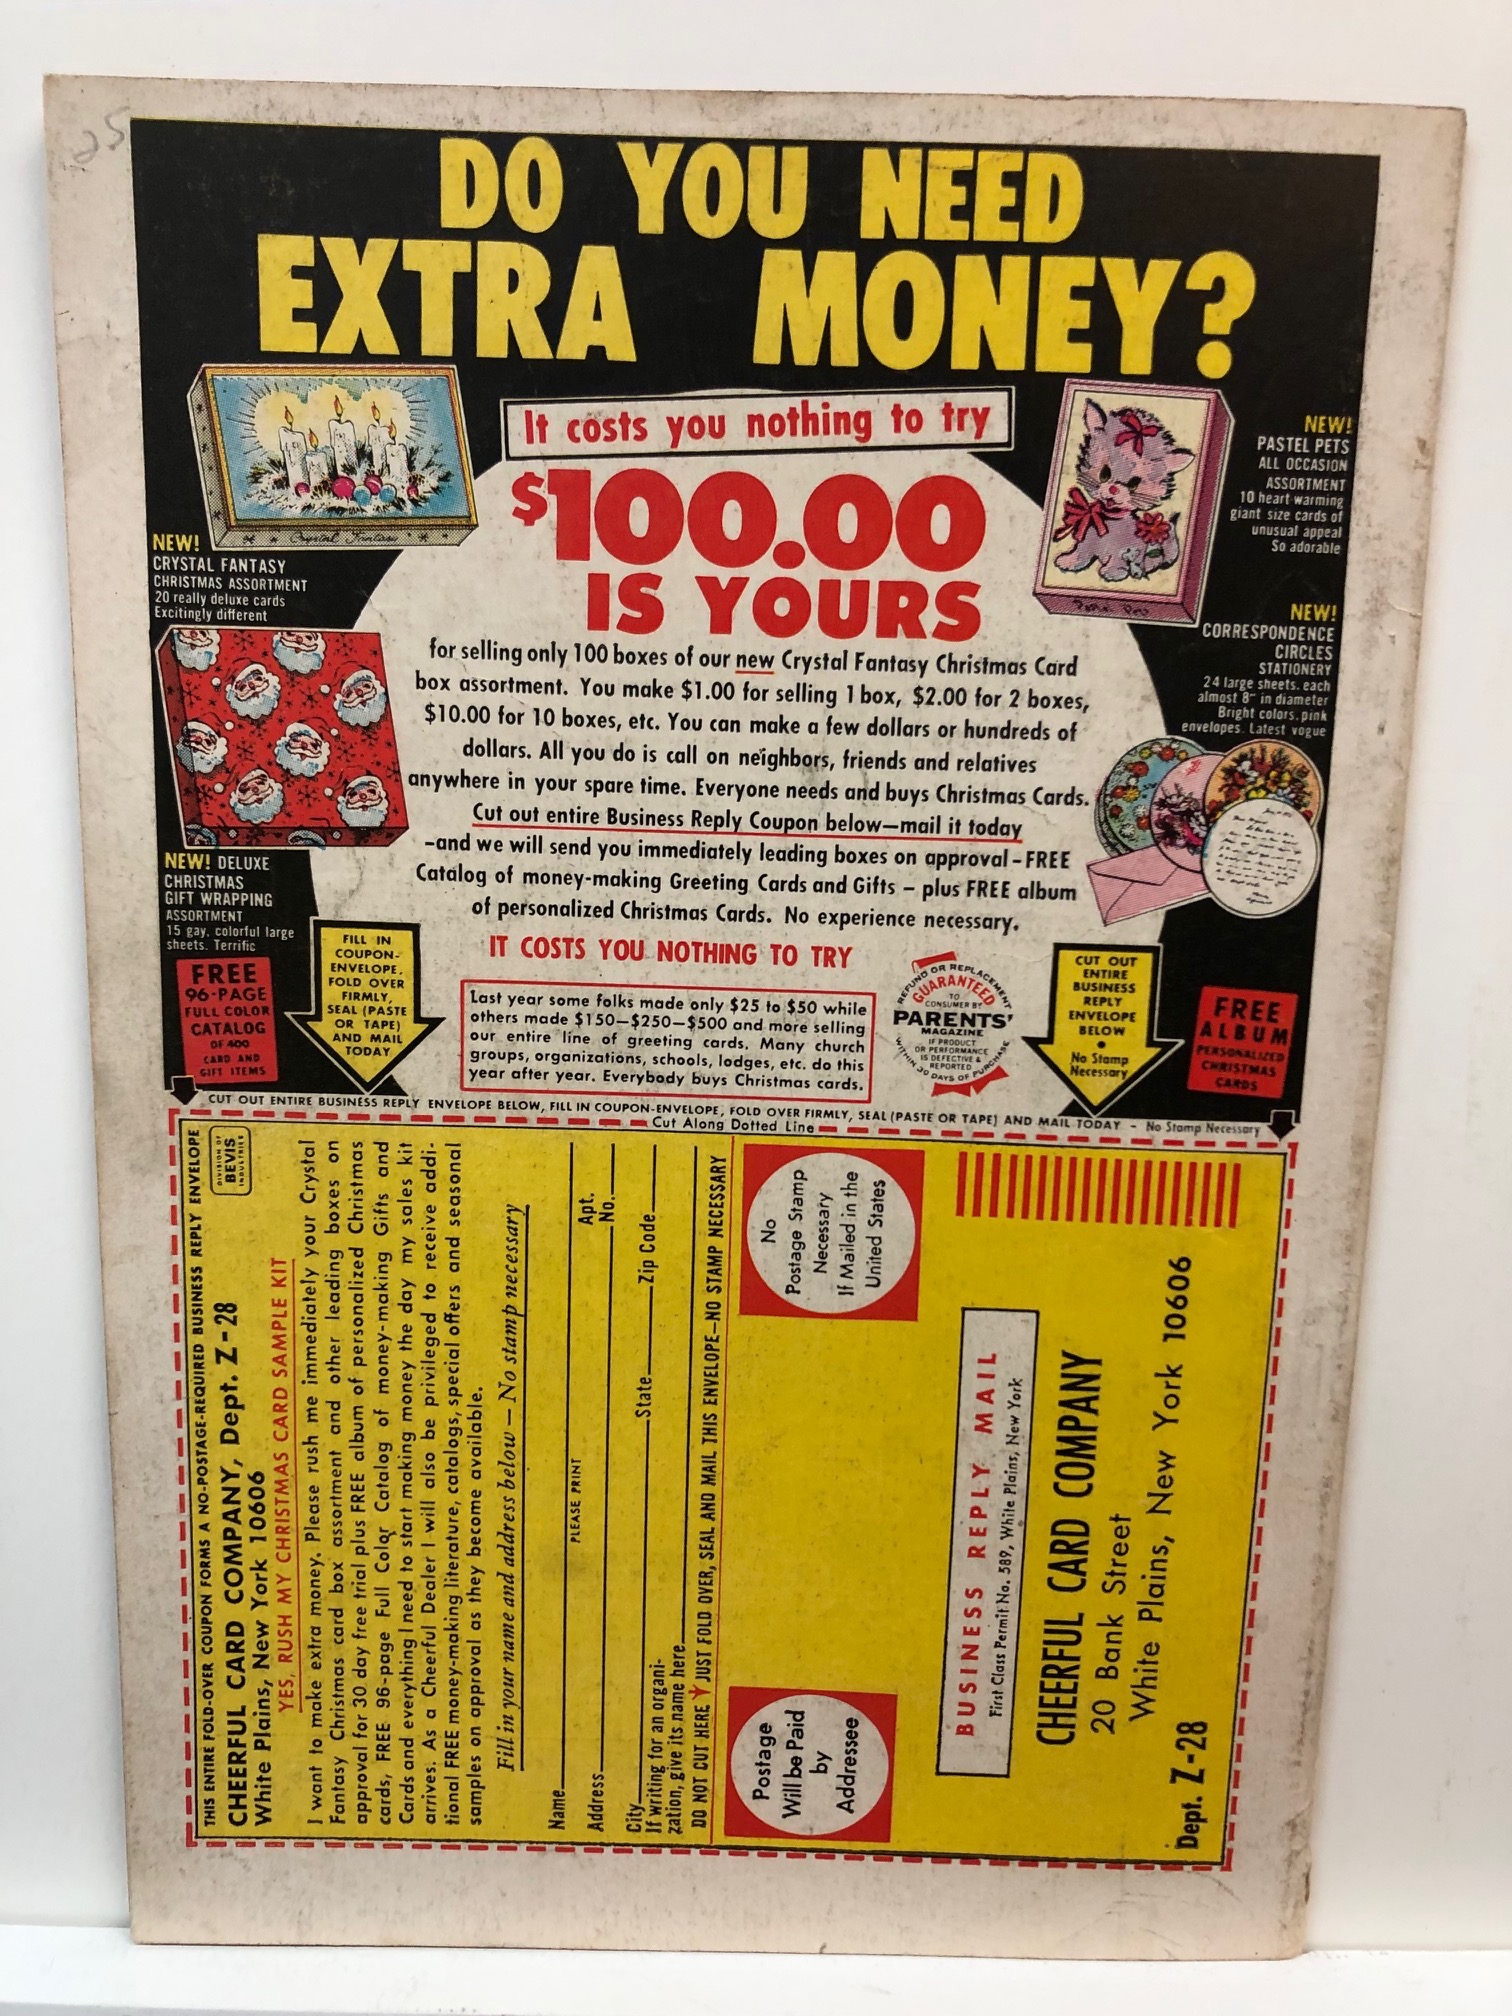 25
DO YOU NEED
EXTRA MONEY?
It costs you nothing to try
$100.00
IS YOURS
for selling only 100 boxes of our new Crystal Fantasy Christmas Card
box assortment. You make $1.00 for selling 1 box, $2.00 for 2 boxes,
$10.00 for 10 boxes, etc. You can make a few dollars or hundreds of
dollars. All you do is call on neighbors, friends and relatives
anywhere in your spare time. Everyone needs and buys Christmas Cards.
Cut out entire Business Reply Coupon below—mail it today
–and we will send you immediately leading boxes on approval – FREE
Catalog of money-making Greeting Cards and Gifts – plus FREE album
of personalized Christmas Cards. No experience necessary.
IT COSTS YOU NOTHING TO TRY
Crystal Fantasy
NEW!
CRYSTAL FANTASY
CHRISTMAS ASSORTMENT
20 really deluxe cards
Excitingly different
NEW! DELUXE
CHRISTMAS
GIFT WRAPPING
ASSORTMENT
15 gay, colorful large
sheets. Terrific
NEW!
PASTEL PETS
ALL OCCASION
ASSORTMENT
10 heart-warming
giant size cards of
unusual appeal
So adorable
NEW!
CORRESPONDENCE
CIRCLES
STATIONERY
24 large sheets. each
almost 8" in diameter
Bright colors. pink
envelopes. Latest vogue
FREE
96-PAGE
FULL COLOR
CATALOG
OF 400
CARD AND
GIFT ITEMS
FILL IN
COUPON-
ENVELOPE,
FOLD OVER
FIRMLY,
SEAL (PASTE
OR TAPE)
AND MAIL
TODAY
Last year some folks made only $25 to $50 while
others made $150—$250—$500 and more selling
our entire line of greeting cards. Many church
groups, organizations, schools, lodges, etc. do this
year after year. Everybody buys Christmas cards.
REFUND OR REPLACEMENT
GUARANTEED
TO
CONSUMER BY
PARENTS'
MAGAZINE
IF PRODUCT
OR PERFORMANCE
IS DEFECTIVE &
REPORTED
WITHIN 30 DAYS OF PURCHASE
CUT OUT
ENTIRE
BUSINESS
REPLY
ENVELOPE
BELOW
•
No Stamp
Necessary
FREE
ALBUM
PERSONALIZED
CHRISTMAS
CARDS
CUT OUT ENTIRE BUSINESS REPLY ENVELOPE BELOW, FILL IN COUPON-ENVELOPE, FOLD OVER FIRMLY, SEAL (PASTE OR TAPE) AND MAIL TODAY – No Stamp Necessary
Cut Along Dotted Line
THIS ENTIRE FOLD-OVER COUPON FORMS A NO-POSTAGE-REQUIRED BUSINESS REPLY ENVELOPE
CHEERFUL CARD COMPANY, Dept. Z-28
White Plains, New York 10606
DIVISION OF
BEVIS
INDUSTRIES
YES, RUSH MY CHRISTMAS CARD SAMPLE KIT
I want to make extra money. Please rush me immediately your Crystal
Fantasy Christmas card box assortment and other leading boxes on
approval for 30 day free trial plus FREE album of personalized Christmas
cards, FREE 96-page Full Color Catalog of money-making Gifts and
Cards and everything I need to start making money the day my sales kit
arrives. As a Cheerful Dealer I will also be privileged to receive addi-
tional FREE money-making literature, catalogs, special offers and seasonal
samples on approval as they become available.
Fill in your name and address below — No stamp necessary
Name
PLEASE PRINT
Address Apt. No.
City State Zip Code
If writing for an organi-
zation, give its name here
DO NOT CUT HERE JUST FOLD OVER, SEAL AND MAIL THIS ENVELOPE—NO STAMP NECESSARY
Postage
Will be Paid
by
Addressee
No
Postage Stamp
Necessary
If Mailed in the
United States
BUSINESS REPLY MAIL
First Class Permit No. 589, White Plains, New York
CHEERFUL CARD COMPANY
20 Bank Street
White Plains, New York 10606
Dept. Z-28